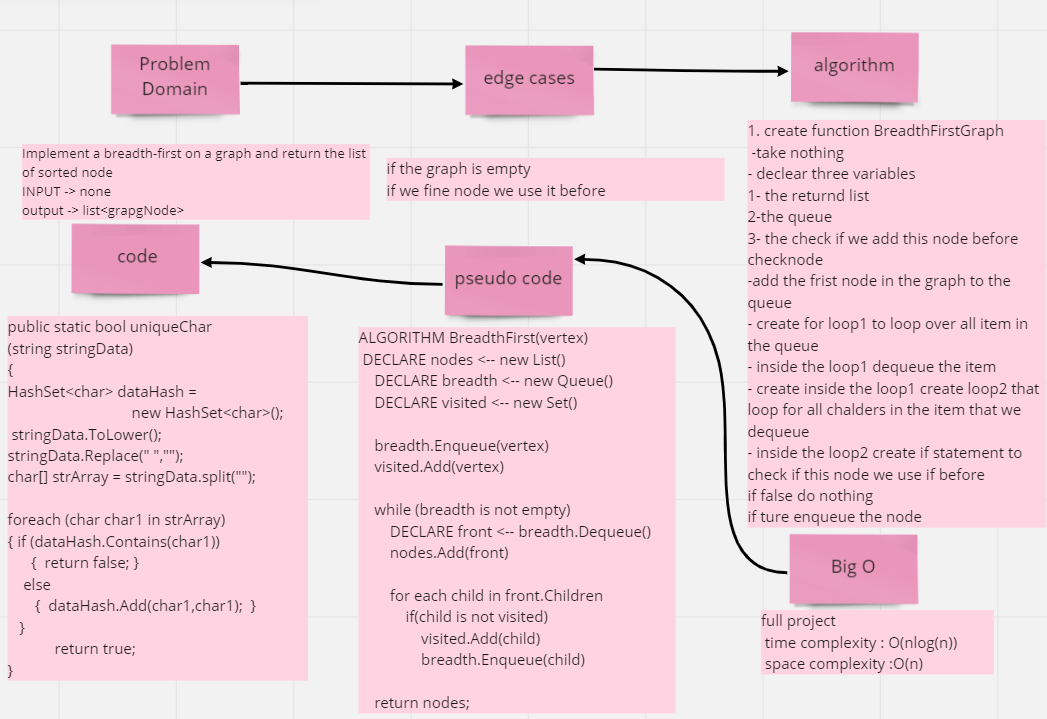 Problem
Domain
edge cases
algorithm
Implement a breadth-first on a graph and return the list
of sorted node
INPUT -> none
output -> list<grapgNode>
if the graph is empty
if we fine node we use it before
1. create function BreadthFirstGraph
-take nothing
- declear three variables
1- the returnd list
2-the queue
3- the check if we add this node before
checknode
-add the frist node in the graph to the
queue
- create for loop1 to loop over all item in
the queue
- inside the loop1 dequeue the item
- create inside the loop1 create loop2 that
loop for all chalders in the item that we
dequeue
- inside the loop2 create if statement to
check if this node we use if before
if false do nothing
if ture enqueue the node
Big O
full project
time complexity : O(nlog(n))
space complexity :O(n)
pseudo code
ALGORITHM BreadthFirst(vertex)
DECLARE nodes <-- new List()
DECLARE breadth <-- new Queue()
DECLARE visited <-- new Set()
breadth.Enqueue(vertex)
visited.Add(vertex)
while (breadth is not empty)
DECLARE front <-- breadth.Dequeue()
nodes.Add(front)
for each child in front.Children
if(child is not visited)
visited.Add(child)
breadth.Enqueue(child)
return nodes;
code
public static bool uniqueChar
(string stringData)
{
HashSet<char> dataHash =
new HashSet<char>();
stringData.ToLower();
stringData.Replace(" ","");
char[] strArray = stringData.split("");
foreach (char char1 in strArray)
{ if (dataHash.Contains(char1))
{ return false; }
else
{ dataHash.Add(char1,char1); }
}
return true;
}